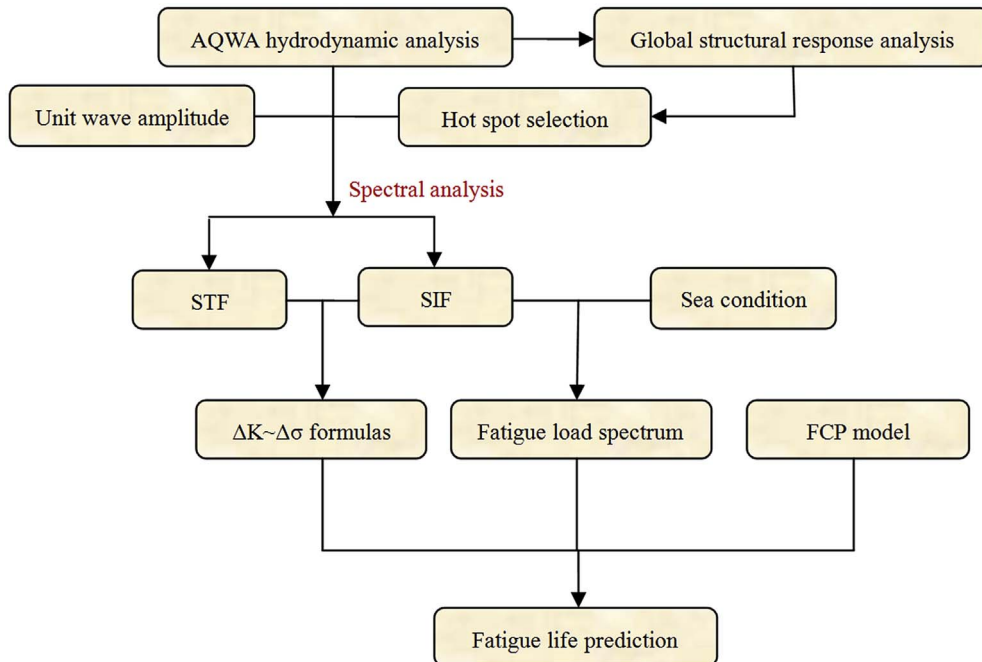 AQWA hydrodynamic analysis
Global structural response analysis
Unit wave amplitude
Hot spot selection
Spectral analysis
STF
SIF
Sea condition
ΔK~Δσ formulas
Fatigue load spectrum
FCP model
Fatigue life prediction